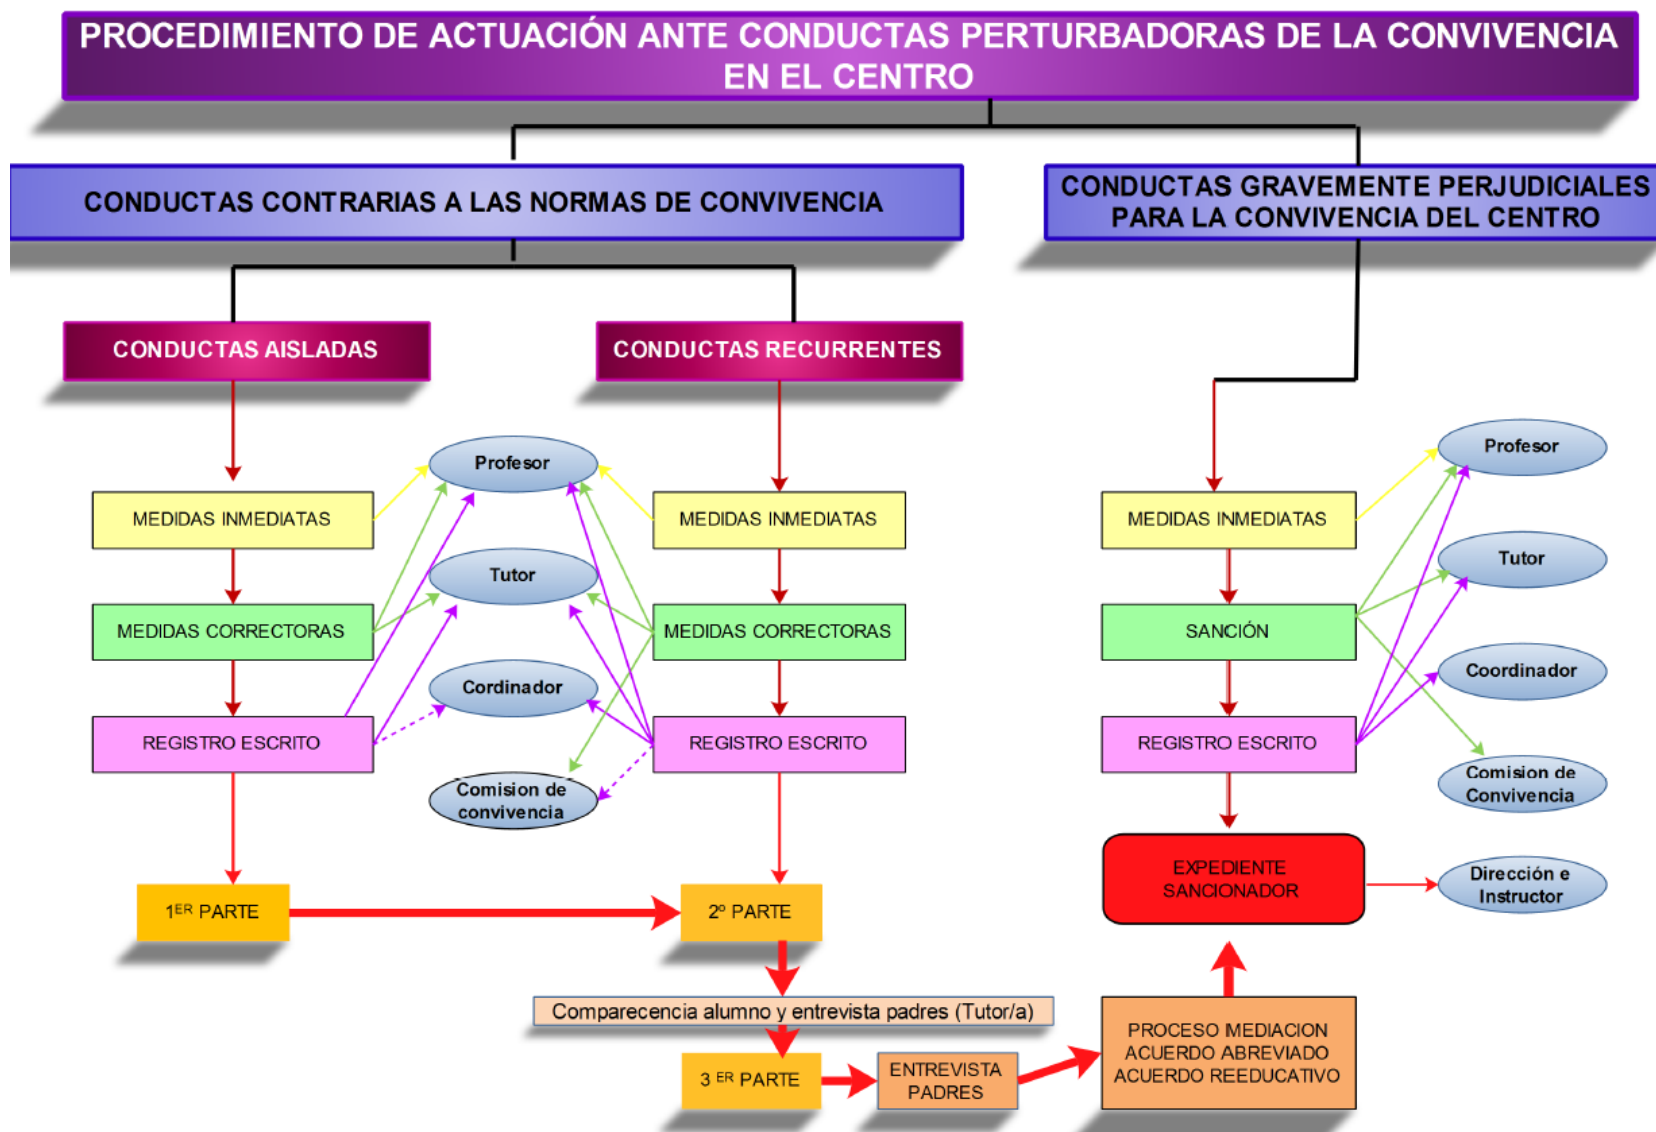 PROCEDIMIENTO DE ACTUACIÓN ANTE CONDUCTAS PERTURBADORAS DE LA CONVIVENCIA
EN EL CENTRO
CONDUCTAS CONTRARIAS A LAS NORMAS DE CONVIVENCIA
CONDUCTAS GRAVEMENTE PERJUDICIALES
PARA LA CONVIVENCIA DEL CENTRO
CONDUCTAS AISLADAS
CONDUCTAS RECURRENTES
MEDIDAS INMEDIATAS
MEDIDAS CORRECTORAS
REGISTRO ESCRITO
1ER PARTE
Profesor
Tutor
Cordinador
Comision de
convivencia
MEDIDAS INMEDIATAS
MEDIDAS CORRECTORAS
REGISTRO ESCRITO
2º PARTE
Comparecencia alumno y entrevista padres (Tutor/a)
3 ER PARTE
ENTREVISTA
PADRES
PROCESO MEDIACION
ACUERDO ABREVIADO
ACUERDO REEDUCATIVO
MEDIDAS INMEDIATAS
SANCIÓN
REGISTRO ESCRITO
EXPEDIENTE
SANCIONADOR
Profesor
Tutor
Coordinador
Comision de
Convivencia
Dirección e
Instructor